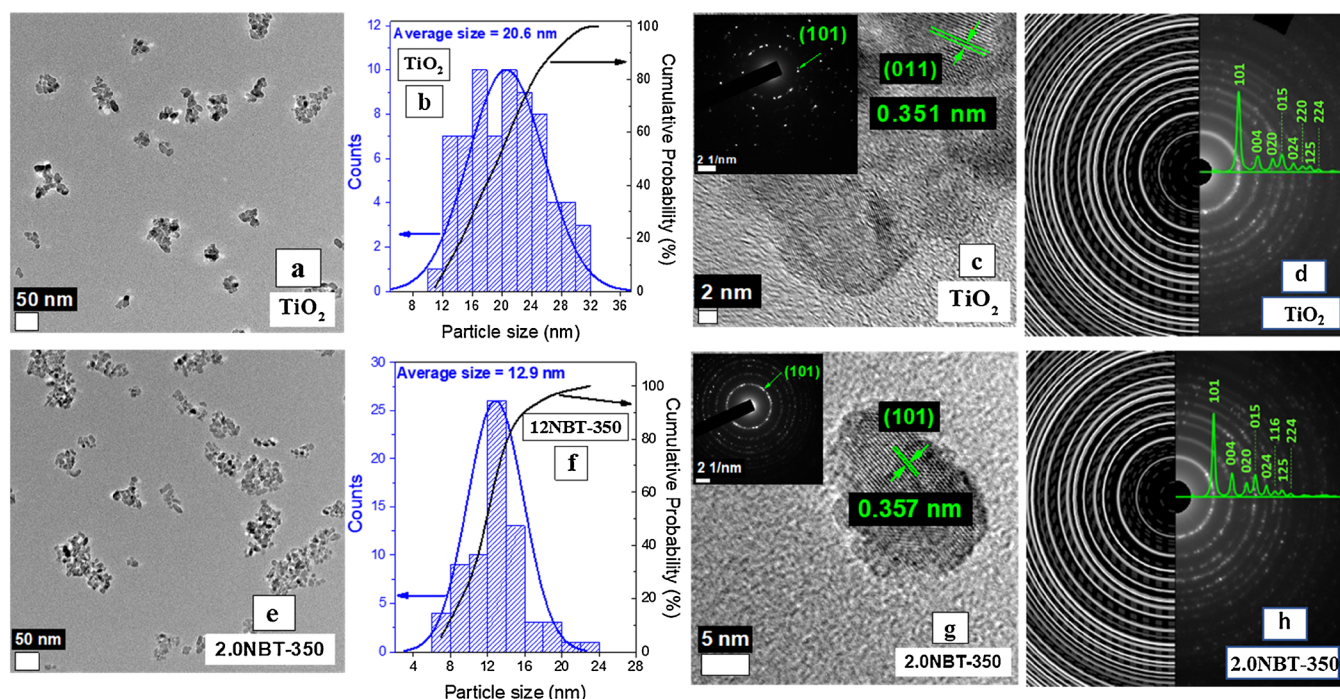 50 nm
a
TiO₂
Average size = 20.6 nm
TiO₂
b
Counts
0
2
4
6
8
10
12
8 12 16 20 24 28 32 36
Particle size (nm)
0
20
40
60
80
100
Cumulative Probability (%)
(101)
2 1/nm
(011)
0.351 nm
2 nm
c
TiO₂
101
004
020
015
024
220
125
224
d
TiO₂
50 nm
e
2.0NBT-350
Average size = 12.9 nm
12NBT-350
f
Counts
0
5
10
15
20
25
30
4 8 12 16 20 24 28
Particle size (nm)
0
20
40
60
80
100
Cumulative Probability (%)
(101)
2 1/nm
(101)
0.357 nm
5 nm
g
2.0NBT-350
101
004
020
015
024
116
125
224
h
2.0NBT-350